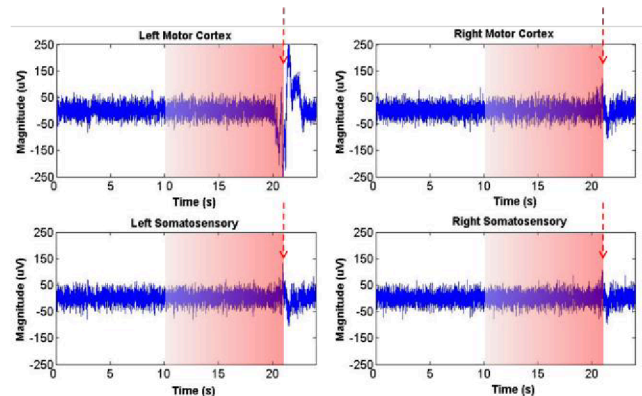 Left Motor Cortex
Magnitude (uV)
250
150
50
-50
-150
-250
0 5 10 15 20
Time (s)
Right Motor Cortex
Magnitude (uV)
250
150
50
-50
-150
-250
0 5 10 15 20
Time (s)
Left Somatosensory
Magnitude (uV)
250
150
50
-50
-150
-250
0 5 10 15 20
Time (s)
Right Somatosensory
Magnitude (uV)
250
150
50
-50
-150
-250
0 5 10 15 20
Time (s)